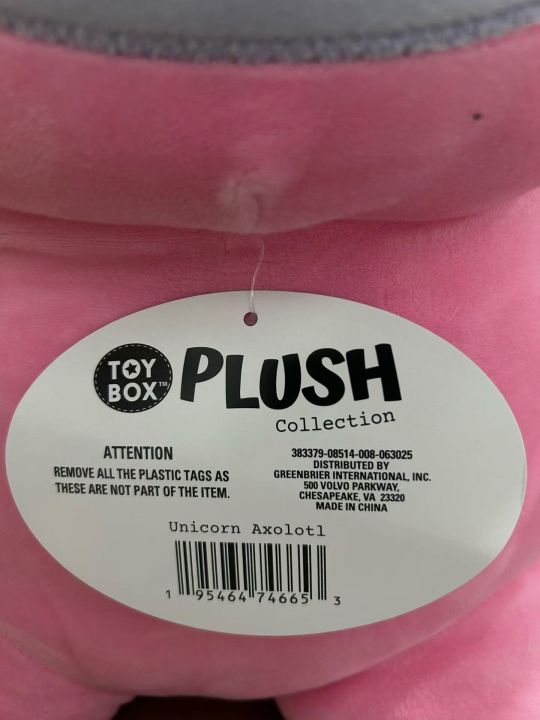 TOY
BOX™
PLUSH
Collection
ATTENTION
REMOVE ALL THE PLASTIC TAGS AS
THESE ARE NOT PART OF THE ITEM.
383379-08514-008-063025
DISTRIBUTED BY
GREENBRIER INTERNATIONAL, INC.
500 VOLVO PARKWAY,
CHESAPEAKE, VA 23320
MADE IN CHINA
Unicorn Axolotl
1 95464 74665 3